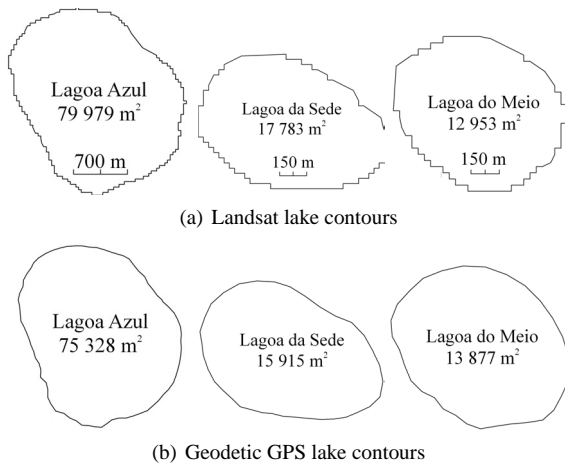 Lagoa Azul
79 979 m²
700 m
Lagoa da Sede
17 783 m²
150 m
Lagoa do Meio
12 953 m²
150 m
(a) Landsat lake contours
Lagoa Azul
75 328 m²
Lagoa da Sede
15 915 m²
Lagoa do Meio
13 877 m²
(b) Geodetic GPS lake contours